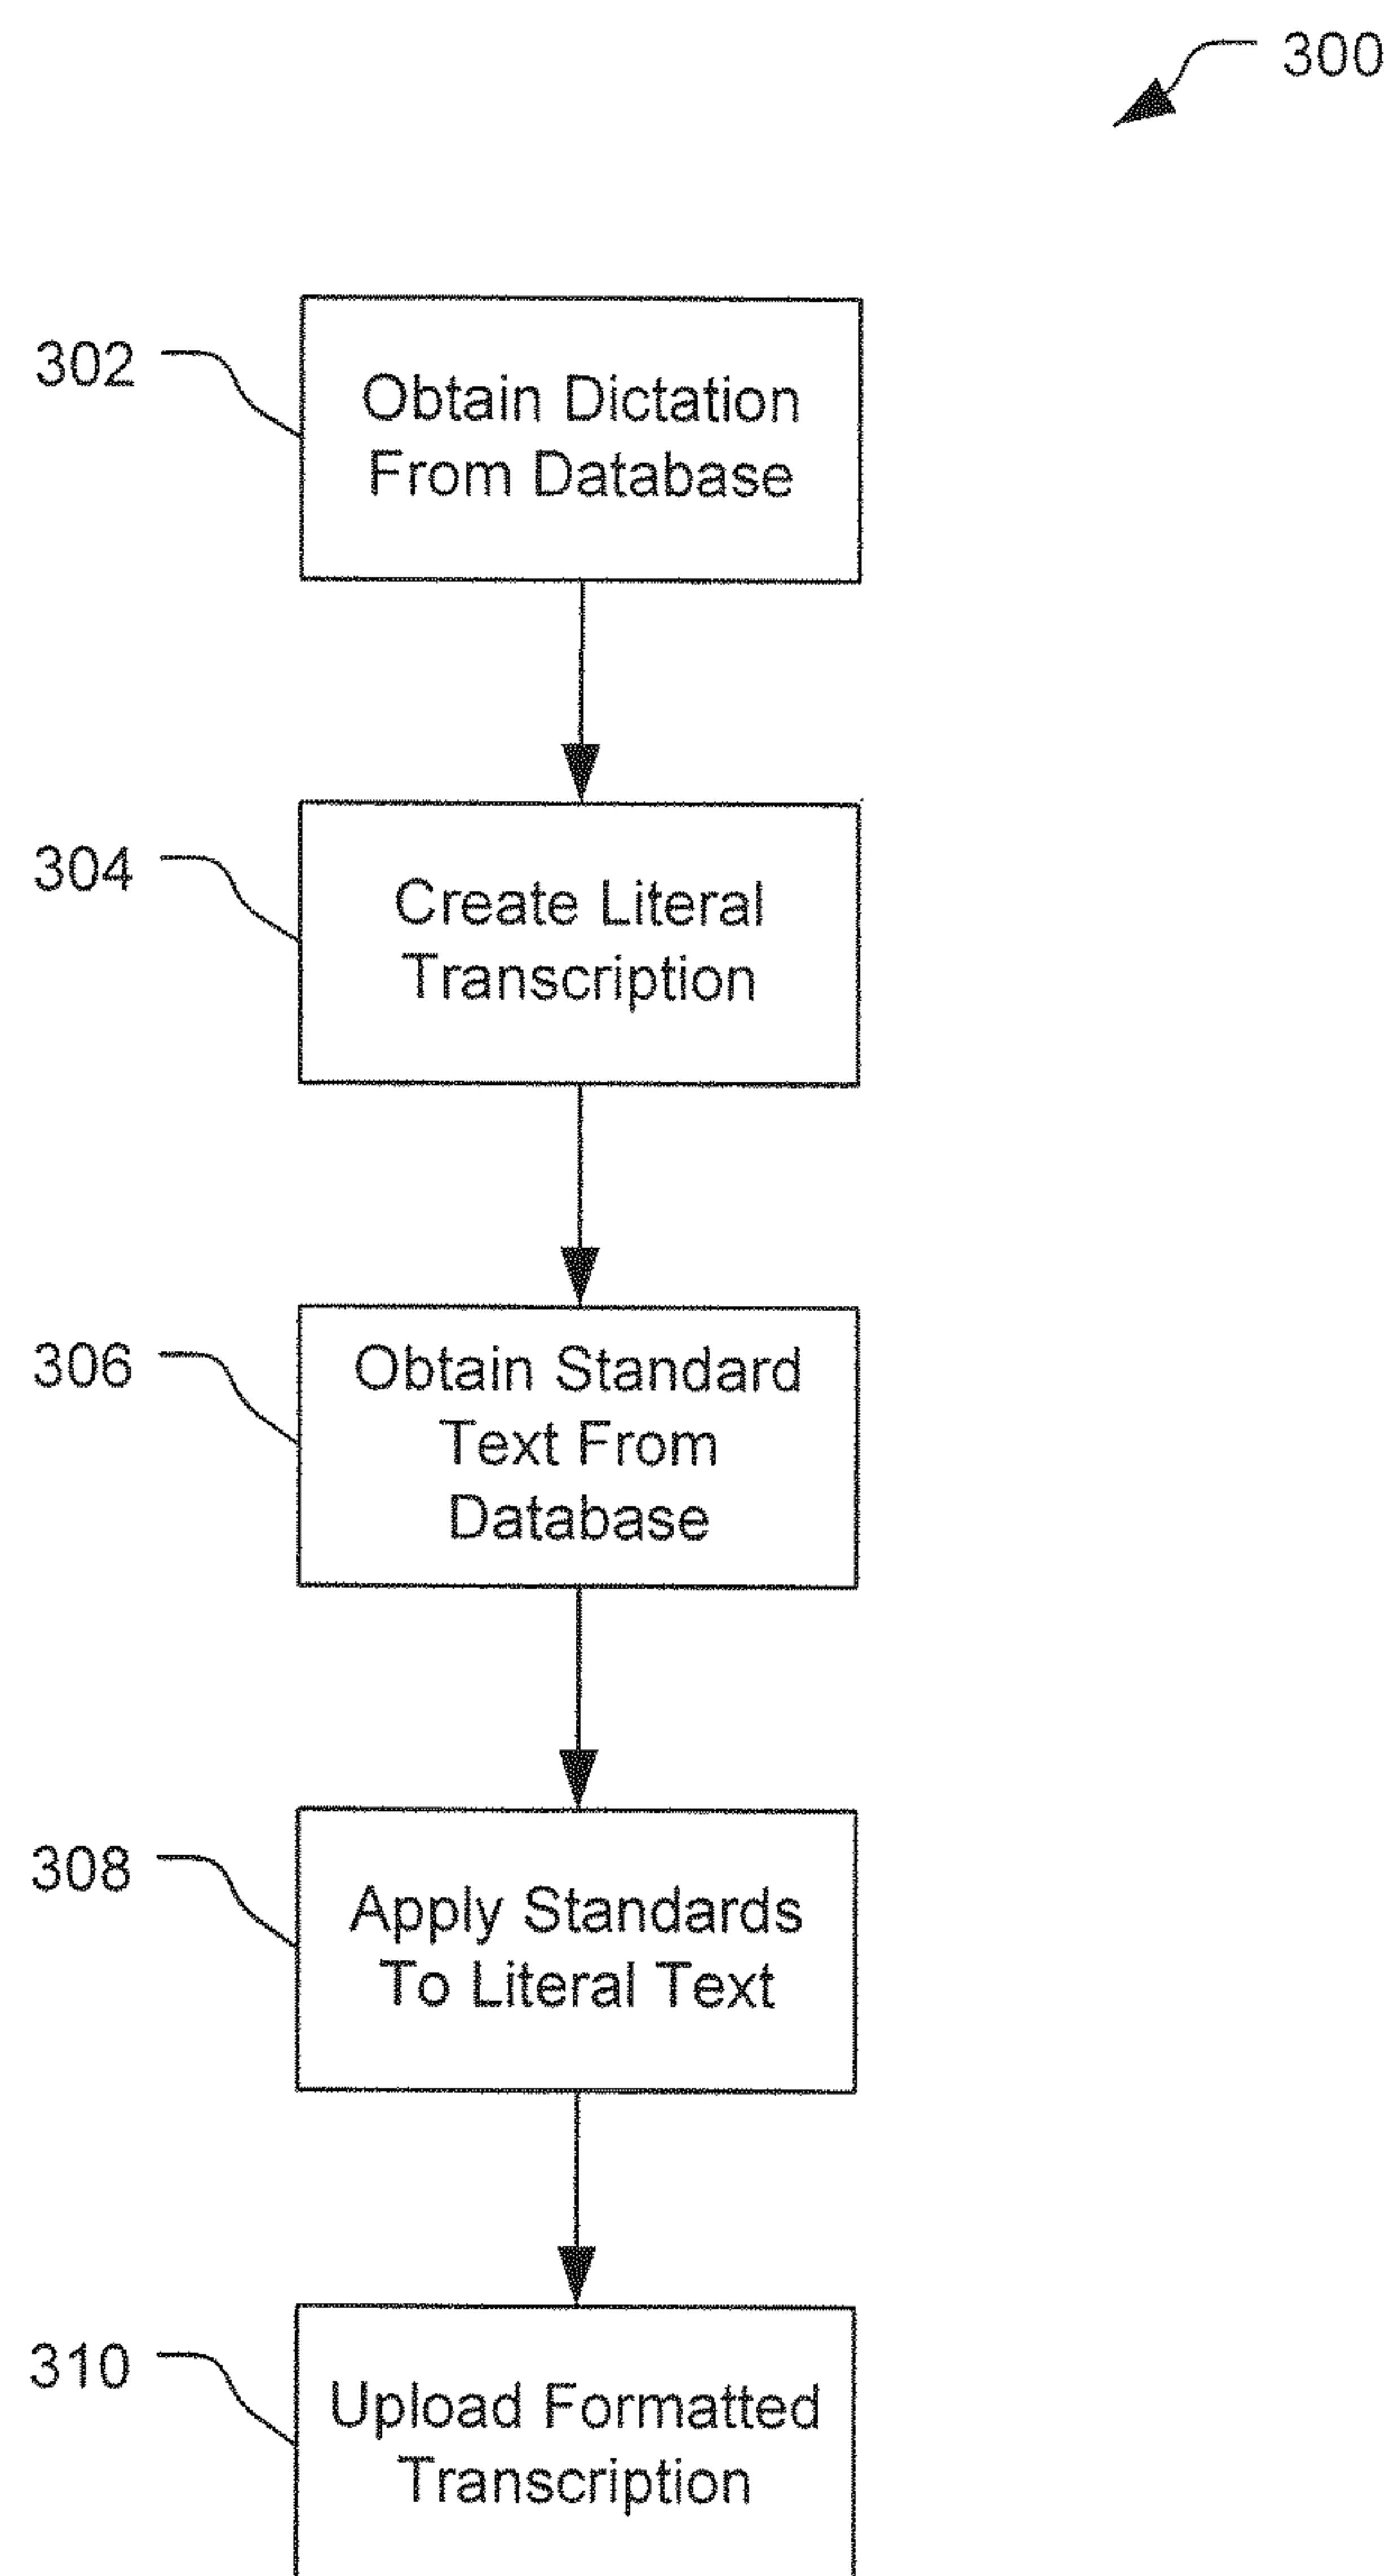 300
302
Obtain Dictation
From Database
304
Create Literal
Transcription
306
Obtain Standard
Text From
Database
308
Apply Standards
To Literal Text
310
Upload Formatted
Transcription